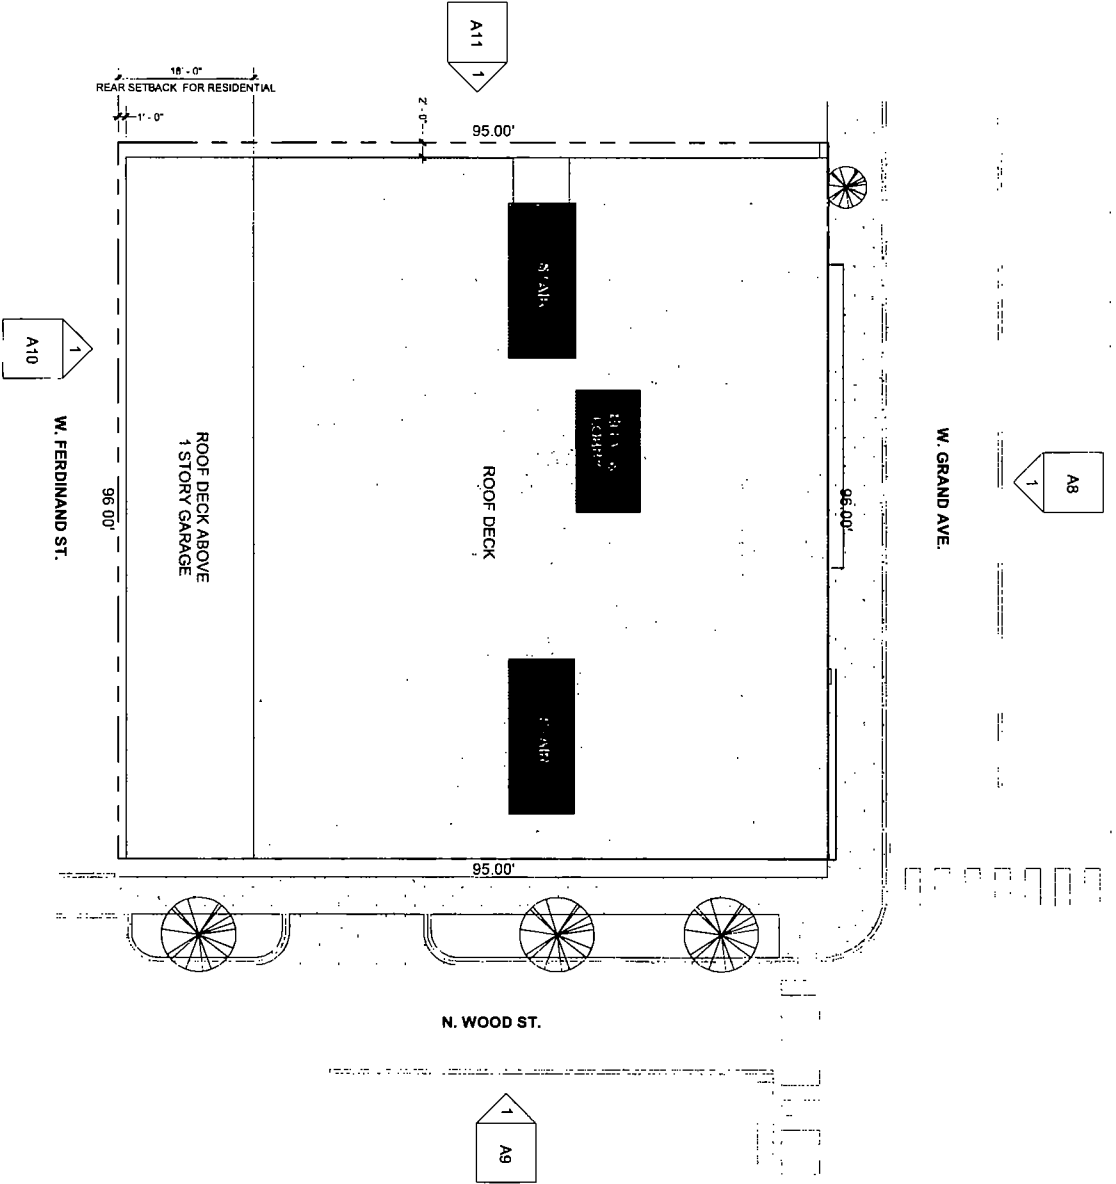 A11
1
18'-0"
REAR SETBACK FOR RESIDENTIAL
1'-0"
2'-0"
95.00'
STAIR
A10
1
W. FERDINAND ST.
96.00'
ROOF DECK ABOVE
1 STORY GARAGE
ROOF DECK
96.00'
W. GRAND AVE.
A8
1
STAIR
95.00'
N. WOOD ST.
1
A9